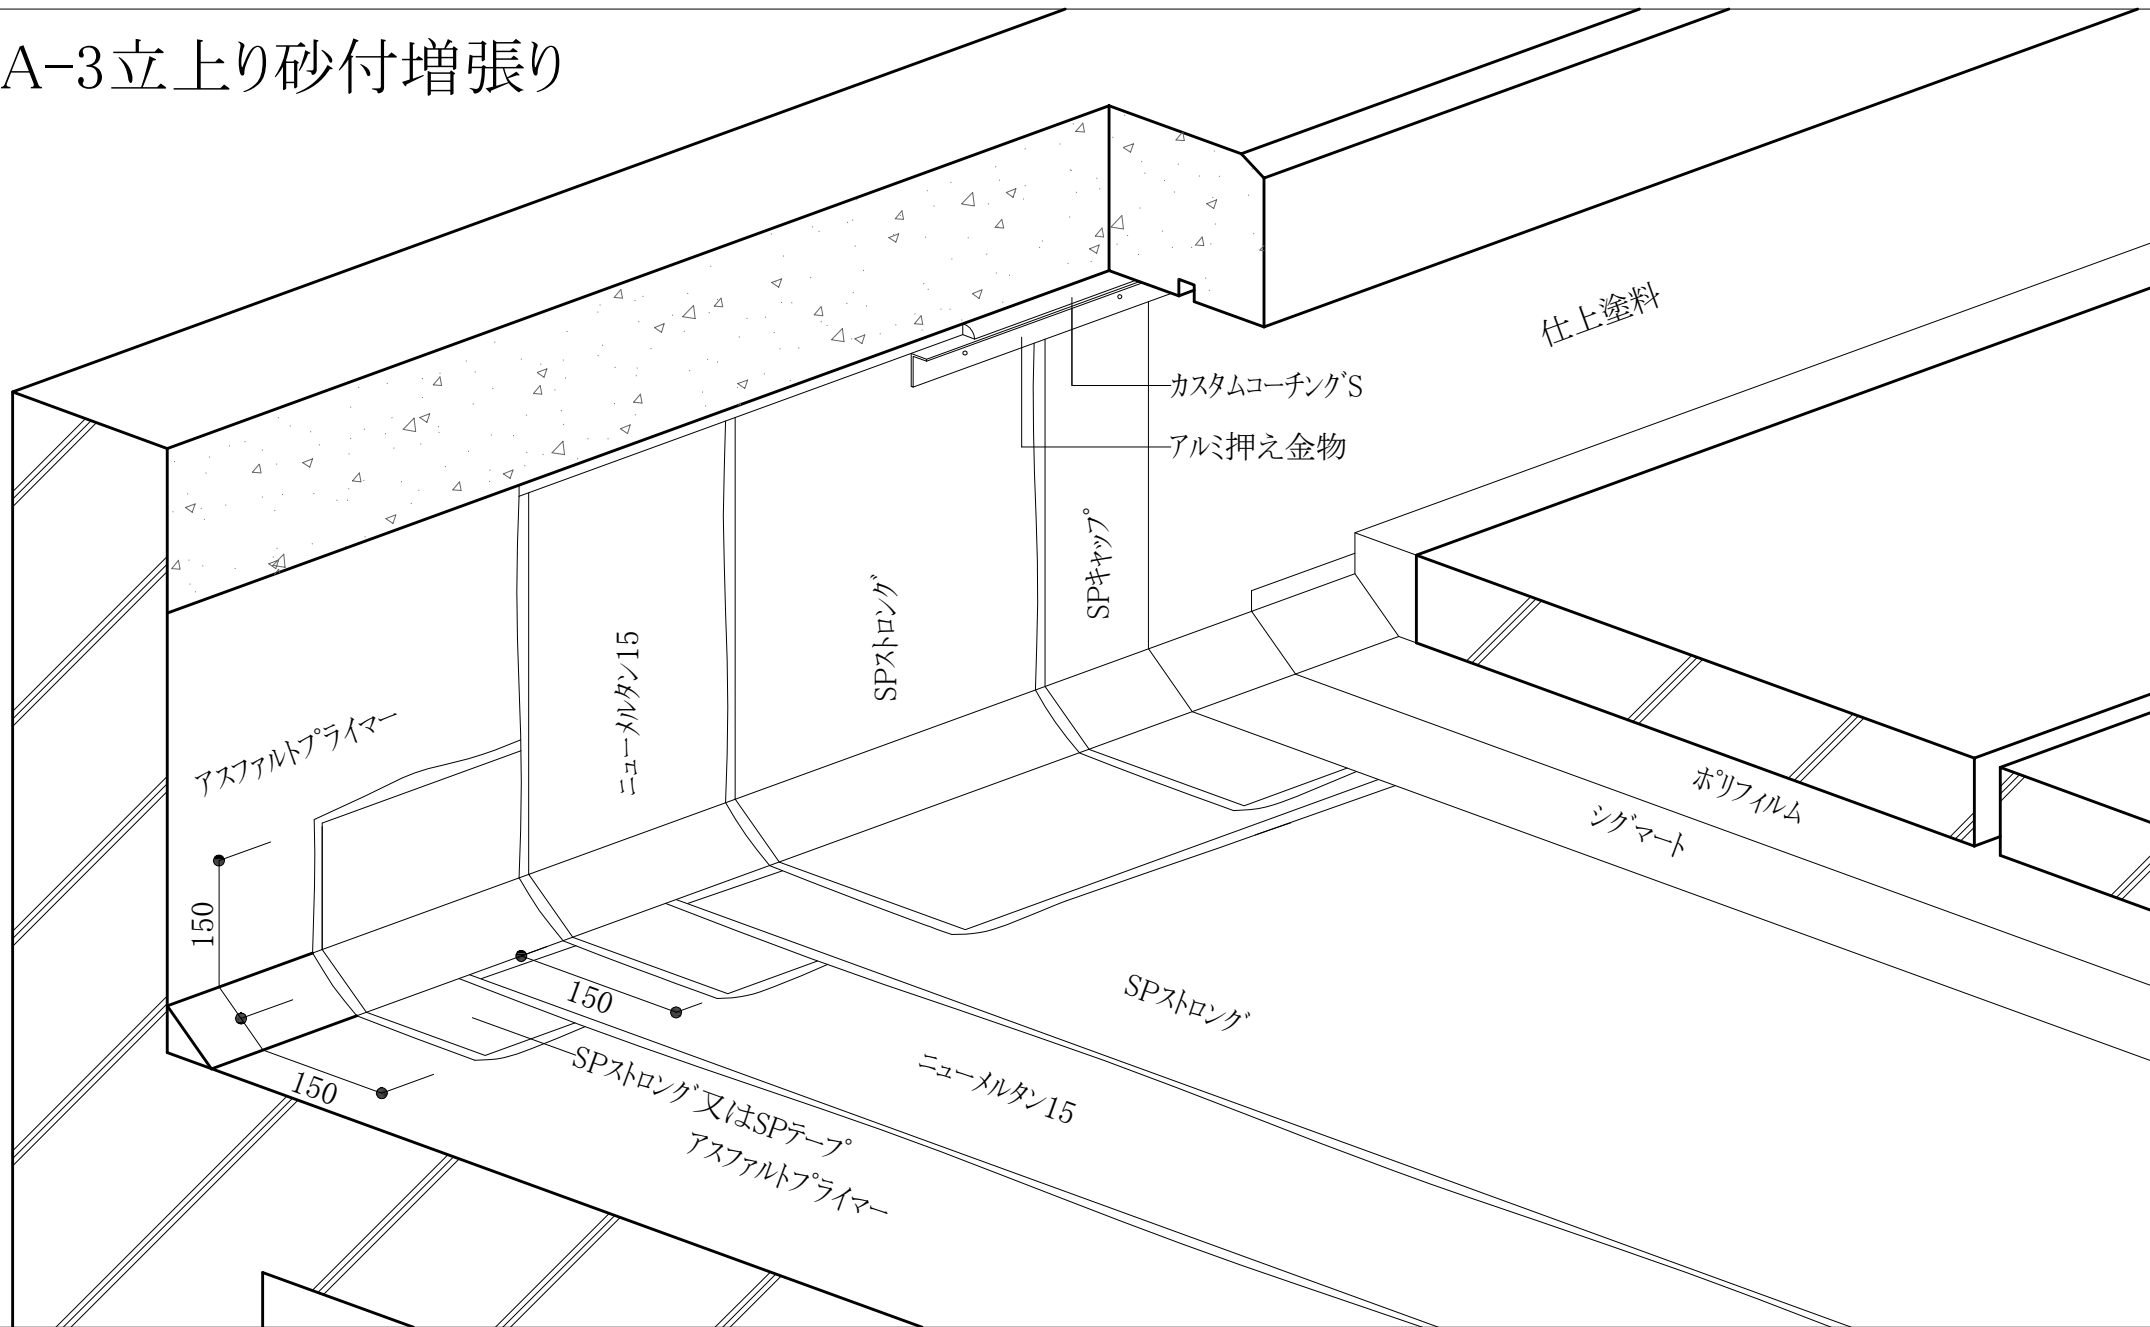 A-3立上り砂付増張り
仕上塗料
カスタムコーチングS
アルミ押え金物
SPキャップ
SPストロング
ニューメルタン15
アスファルトプライマー
ポリフィルム
シグマート
150
150
150
SPストロング
ニューメルタン15
SPストロング又はSPテープ
アスファルトプライマー